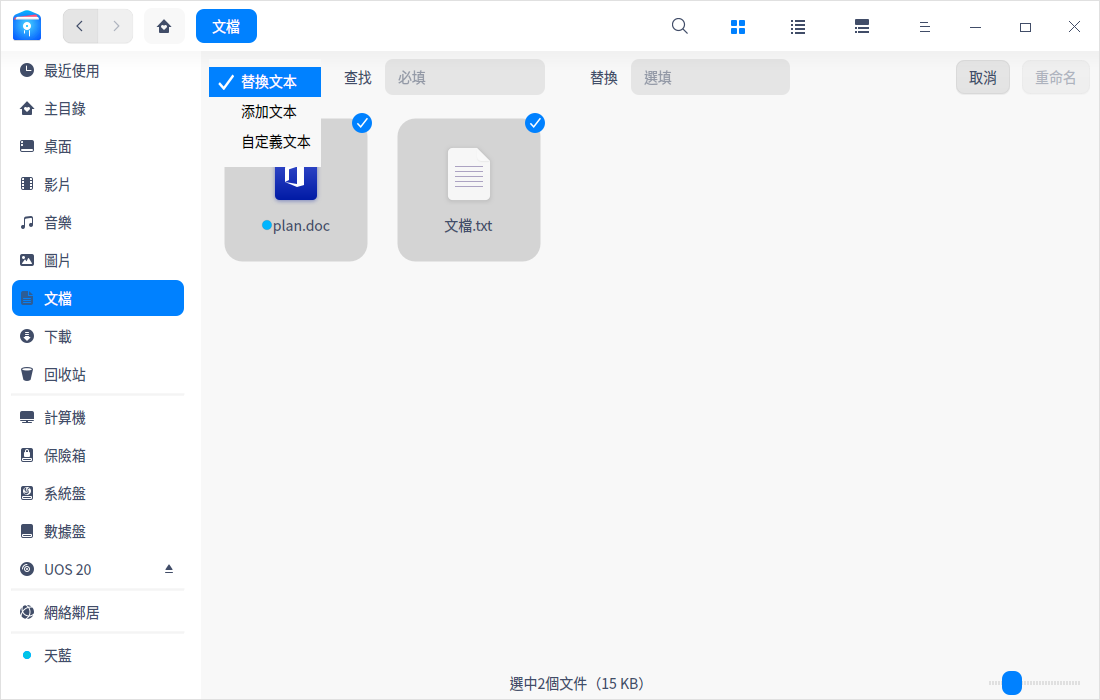 文檔
最近使用
主目錄
桌面
影片
音樂
圖片
文檔
下載
回收站
計算機
保險箱
系統盤
數據盤
UOS 20
網絡鄰居
天藍
替換文本
添加文本
自定義文本
查找 必填 替換 選填 取消 重命名
plan.doc
文檔.txt
選中2個文件（15 KB）